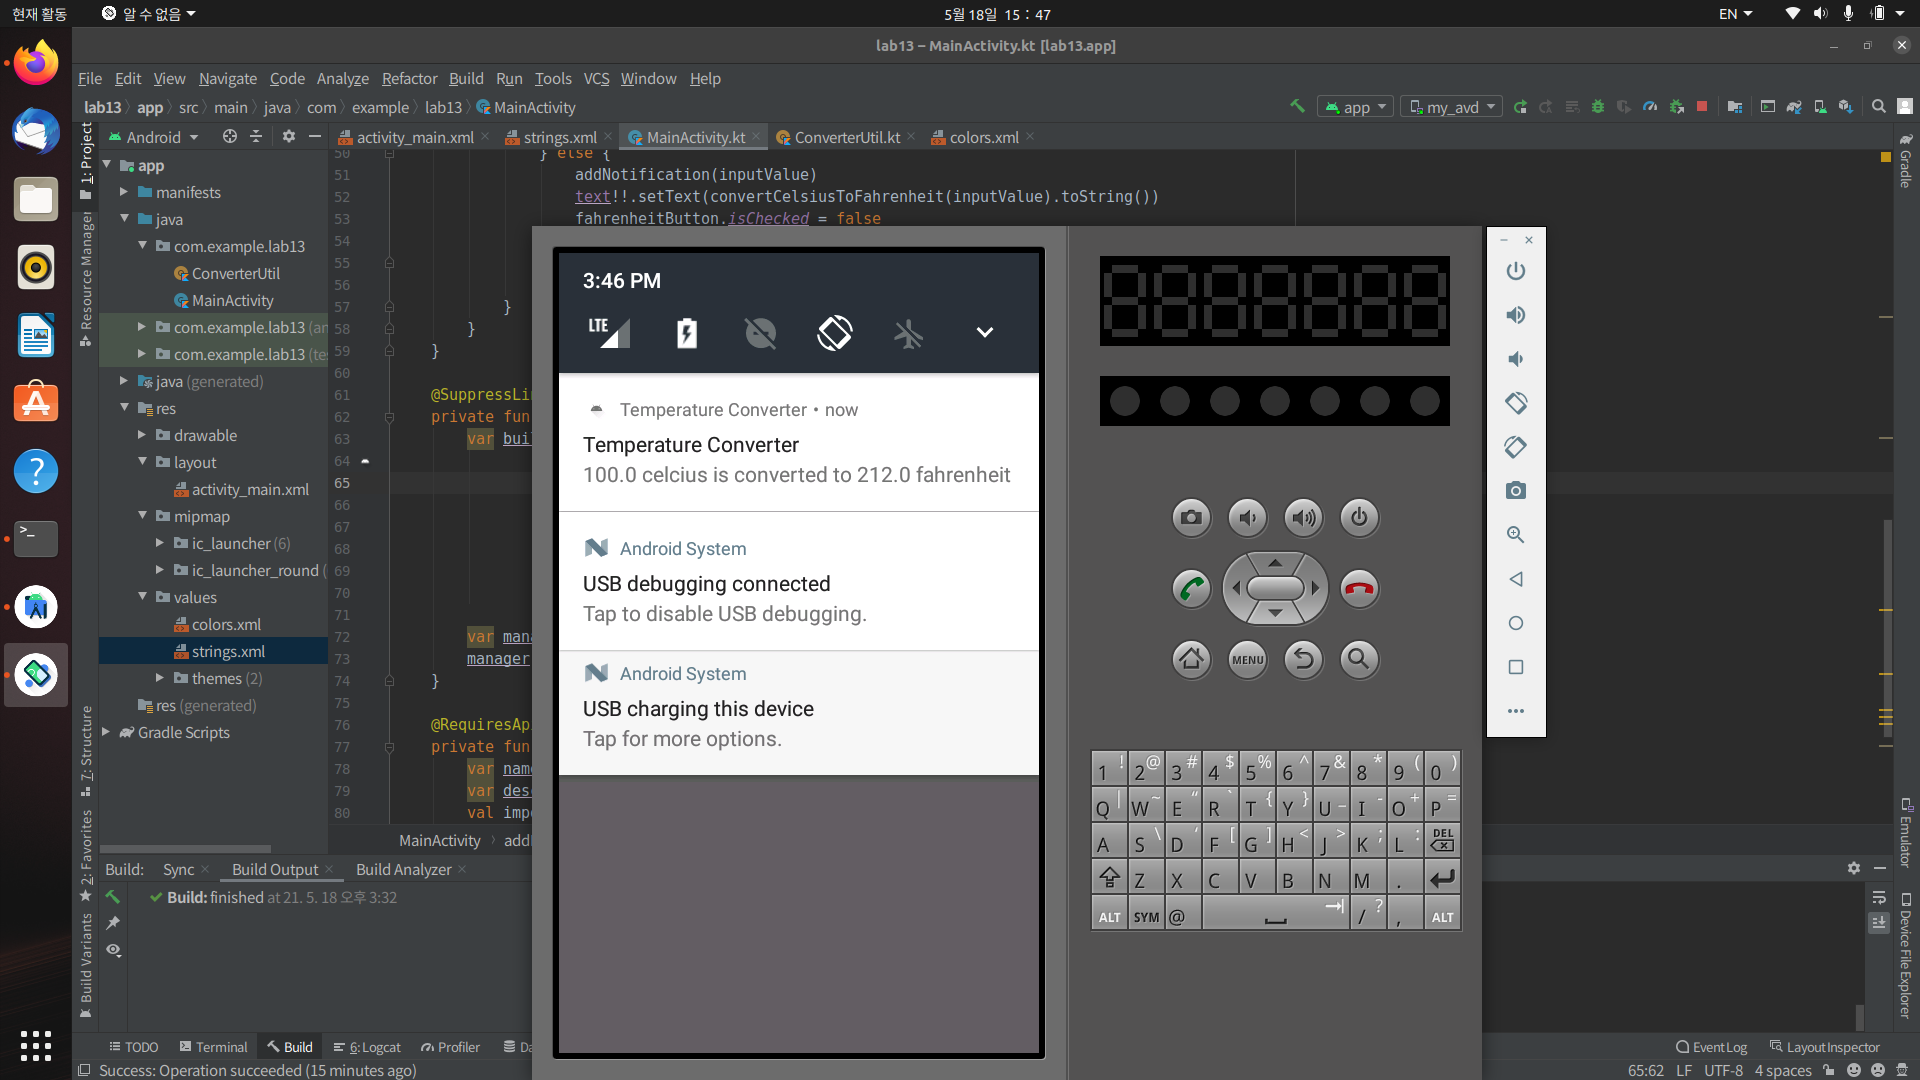 현재 활동
알 수 없음
5월 18일 15 : 47
EN
lab13 – MainActivity.kt [lab13.app]
File Edit View Navigate Code Analyze Refactor Build Run Tools VCS Window Help
lab13 app src main java com example lab13 MainActivity
app
my_avd
Android
activity_main.xml
strings.xml
MainActivity.kt
ConverterUtil.kt
colors.xml
1: Project
Resource Manager
7: Structure
2: Favorites
Build Variants
app
manifests
java
com.example.lab13
ConverterUtil
MainActivity
com.example.lab13 (an
com.example.lab13 (te
java (generated)
res
drawable
layout
activity_main.xml
mipmap
ic_launcher (6)
ic_launcher_round (
values
colors.xml
strings.xml
themes (2)
res (generated)
Gradle Scripts
50 } else {
51 addNotification(inputValue)
52 text!!.setText(convertCelsiusToFahrenheit(inputValue).toString())
53 fahrenheitButton.isChecked = false
54
55
56
57 }
58 }
59 }
60
61 @SuppressLi
62 private fun
63 var bui
64
65
66
67
68
69
70
71
72 var man
73 manager
74 }
75
76 @RequiresAp
77 private fun
78 var nam
79 var des
80 val imp
MainActivity add
3:46 PM
LTE
Temperature Converter • now
Temperature Converter
100.0 celcius is converted to 212.0 fahrenheit
Android System
USB debugging connected
Tap to disable USB debugging.
Android System
USB charging this device
Tap for more options.
MENU
1 ! 2 @ 3 # 4 $ 5 % 6 ^ 7 & 8 * 9 ( 0 )
Q | W ~ E “ R ` T { Y } U _ I - O + P =
A S \ D ‘ F [ G ] H < J > K ; L : DEL
Z X C V B N M .
ALT SYM @ / ? , ALT
Gradle
Emulator
Device File Explorer
Build: Sync Build Output Build Analyzer
Build: finished at 21. 5. 18 오후 3:32
TODO Terminal Build 6: Logcat Profiler Da
Event Log Layout Inspector
Success: Operation succeeded (15 minutes ago)
65:62 LF UTF-8 4 spaces